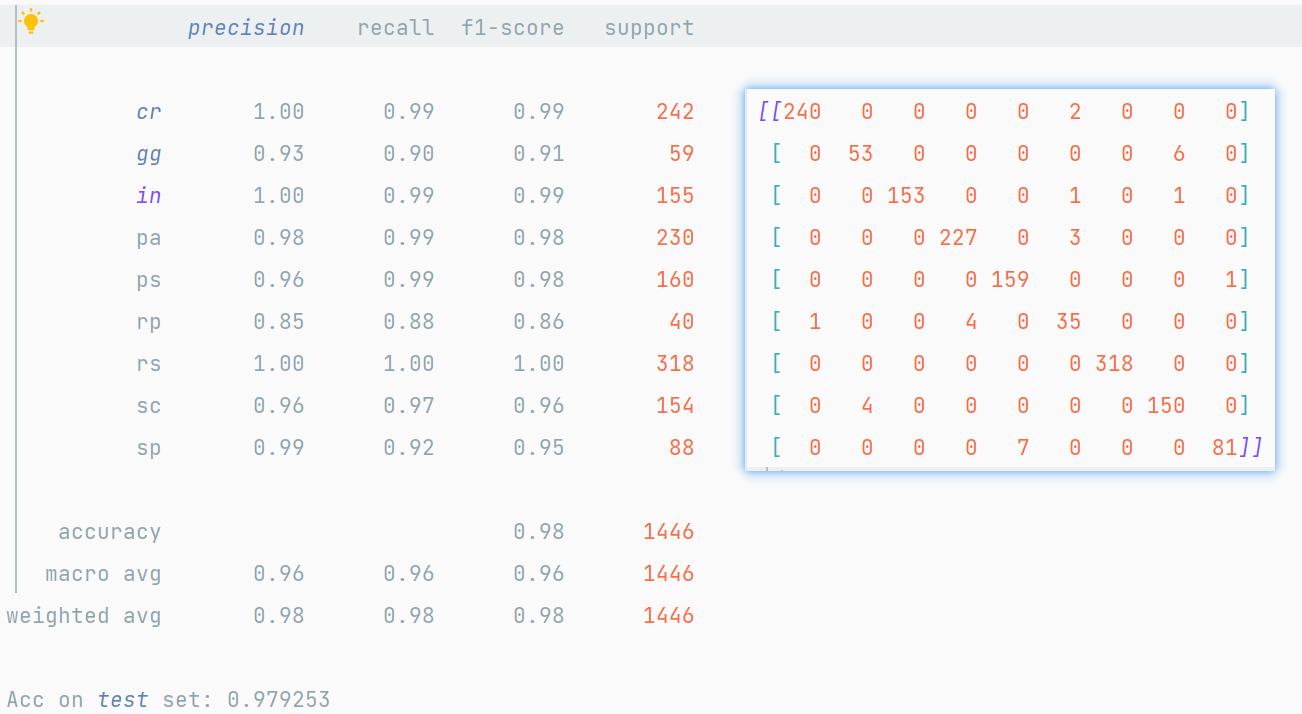 precision recall f1-score support
cr 1.00 0.99 0.99 242 [[240 0 0 0 0 2 0 0 0]
gg 0.93 0.90 0.91 59 [ 0 53 0 0 0 0 0 6 0]
in 1.00 0.99 0.99 155 [ 0 0 153 0 0 1 0 1 0]
pa 0.98 0.99 0.98 230 [ 0 0 0 227 0 3 0 0 0]
ps 0.96 0.99 0.98 160 [ 0 0 0 0 159 0 0 0 1]
rp 0.85 0.88 0.86 40 [ 1 0 0 4 0 35 0 0 0]
rs 1.00 1.00 1.00 318 [ 0 0 0 0 0 0 318 0 0]
sc 0.96 0.97 0.96 154 [ 0 4 0 0 0 0 0 150 0]
sp 0.99 0.92 0.95 88 [ 0 0 0 0 7 0 0 0 81]]
accuracy 0.98 1446
macro avg 0.96 0.96 0.96 1446
weighted avg 0.98 0.98 0.98 1446
Acc on test set: 0.979253